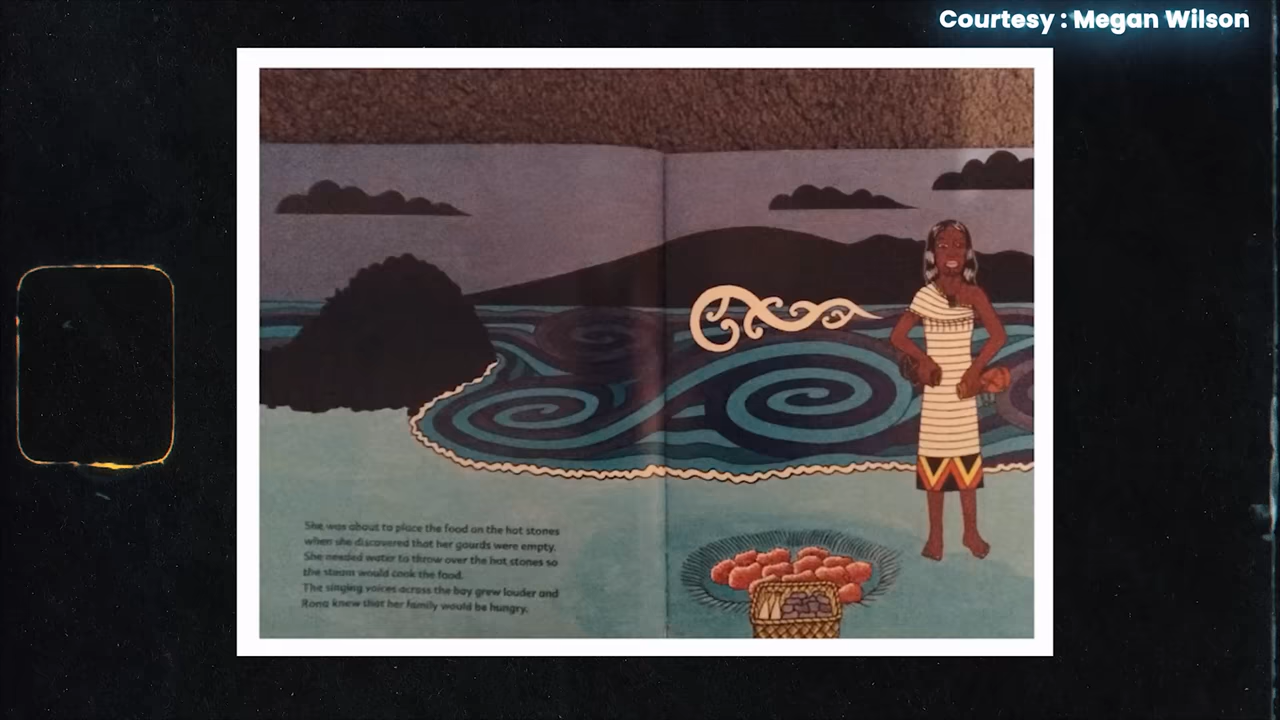 Courtesy : Megan Wilson
She was about to place the food on the hot stones
when she discovered that her gourds were empty.
She needed water to throw over the hot stones so
the steam would cook the food.
The singing voices across the bay grew louder and
Rona knew that her family would be hungry.